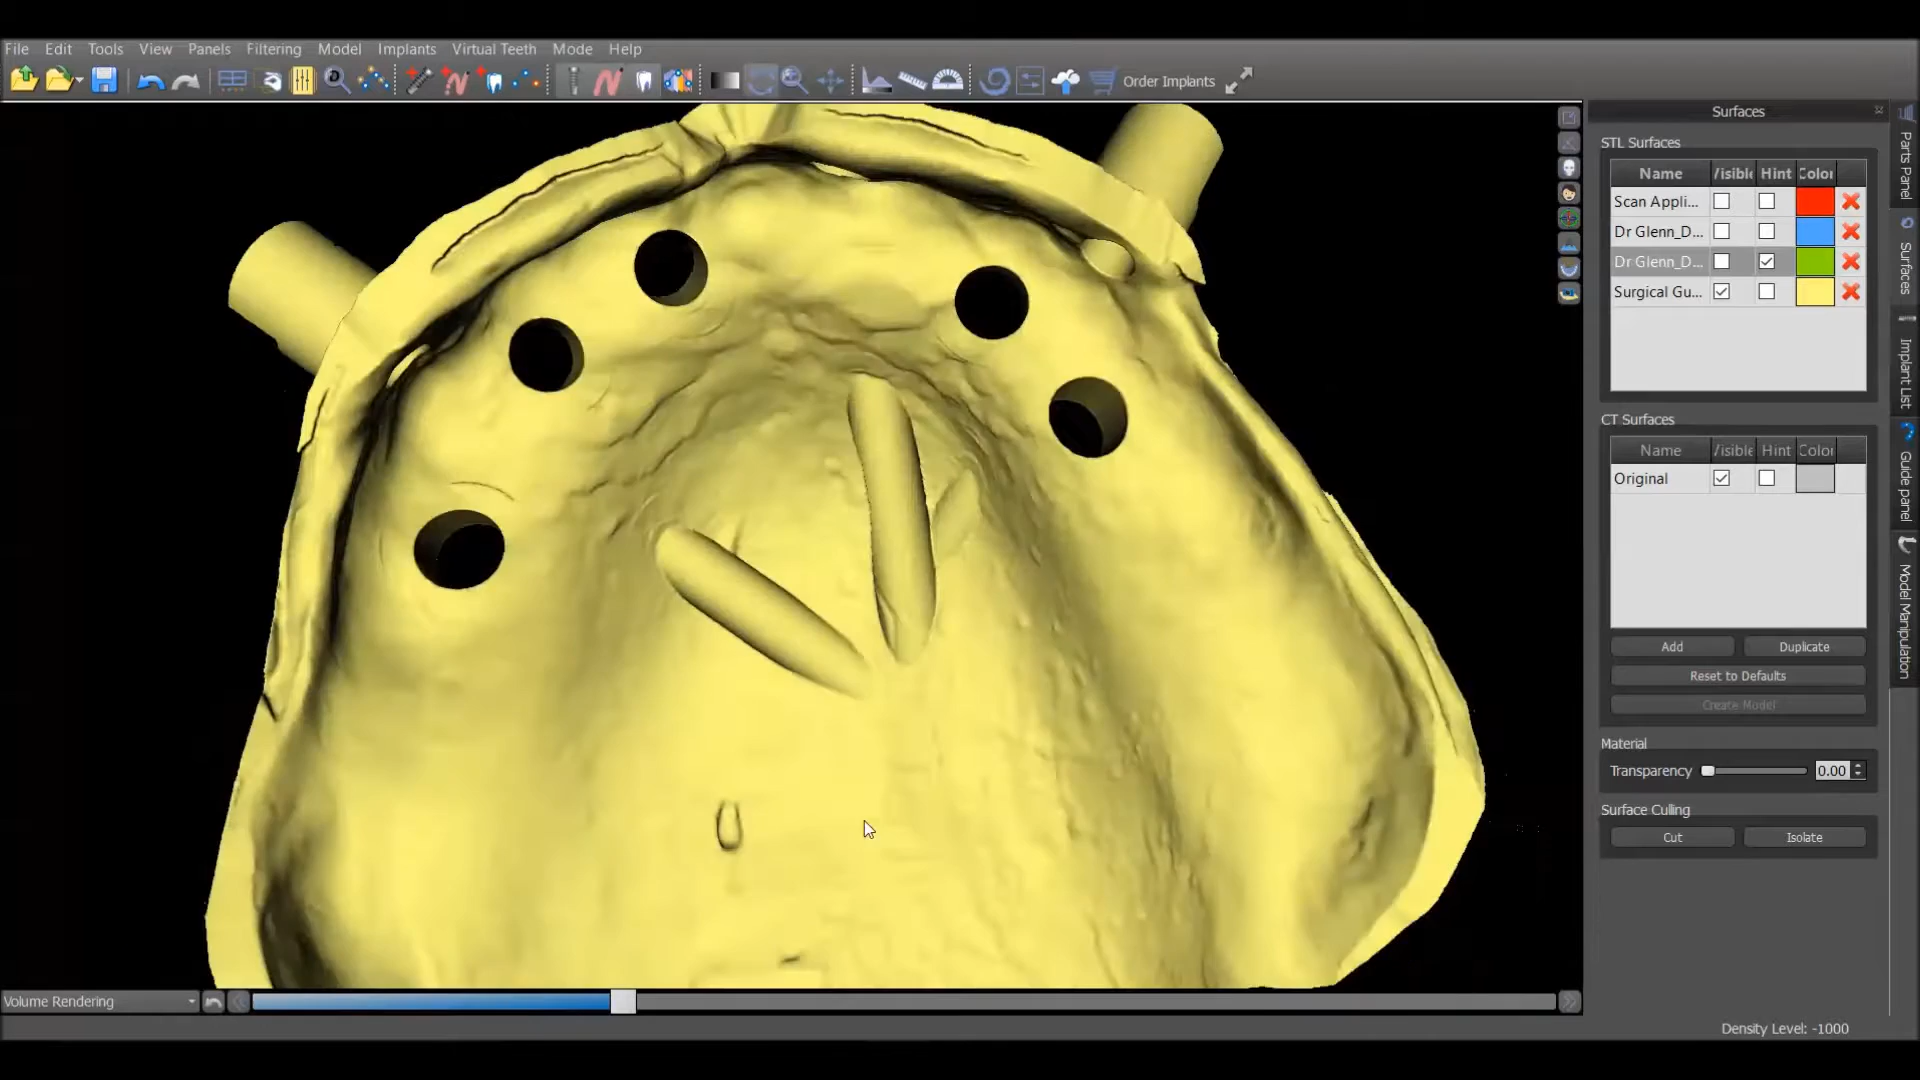 File Edit Tools View Panels Filtering Model Implants Virtual Teeth Mode Help
Order Implants
Surfaces
STL Surfaces
Name Visible Hint Color
Scan Appli...
Dr Glenn_D...
Dr Glenn_D...
Surgical Gu...
CT Surfaces
Name Visible Hint Color
Original
Add Duplicate
Reset to Defaults
Create Model
Material
Transparency 0.00
Surface Culling
Cut Isolate
Parts Panel
Surfaces
Implant List
Guide panel
Model Manipulation
Volume Rendering
Density Level: -1000